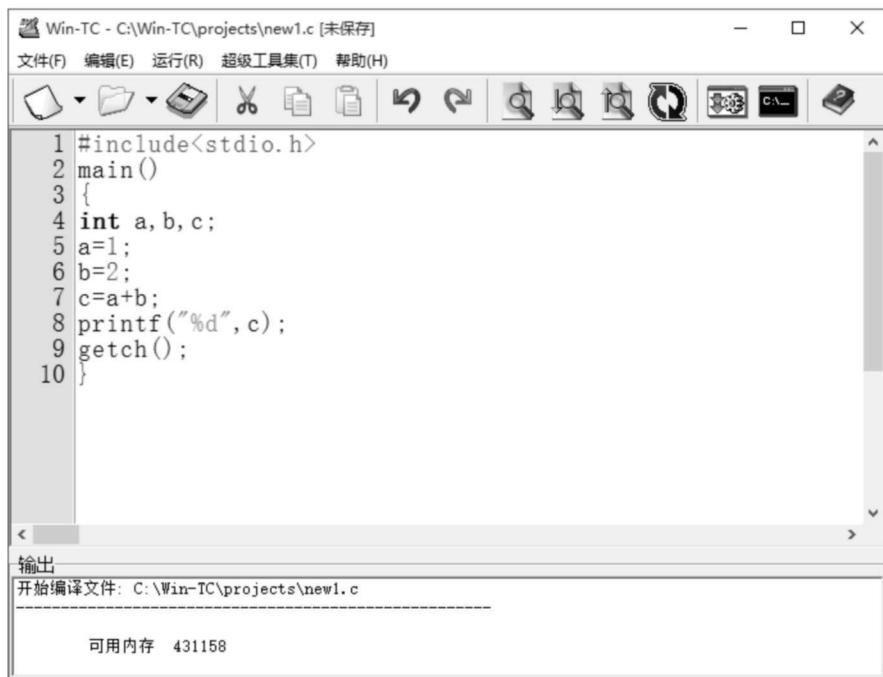 Win-TC - C:\Win-TC\projects\new1.c [未保存]
文件(F) 编辑(E) 运行(R) 超级工具集(T) 帮助(H)
C:\_
1 #include<stdio.h>
2 main()
3 {
4 int a,b,c;
5 a=1;
6 b=2;
7 c=a+b;
8 printf("%d",c);
9 getch();
10 }
输出
开始编译文件: C:\Win-TC\projects\new1.c
------------------------------------------------------
可用内存 431158